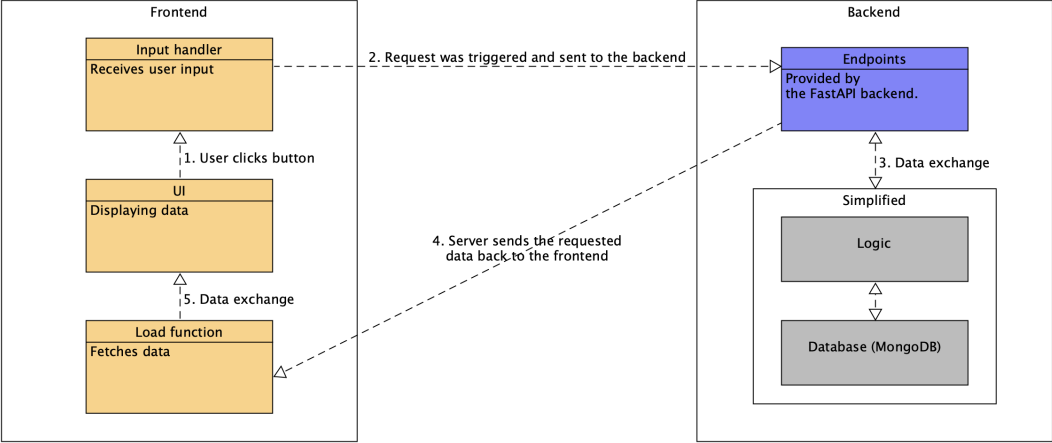 Frontend
Input handler
Receives user input
1. User clicks button
UI
Displaying data
5. Data exchange
Load function
Fetches data
2. Request was triggered and sent to the backend
4. Server sends the requested
data back to the frontend
Backend
Endpoints
Provided by
the FastAPI backend.
3. Data exchange
Simplified
Logic
Database (MongoDB)